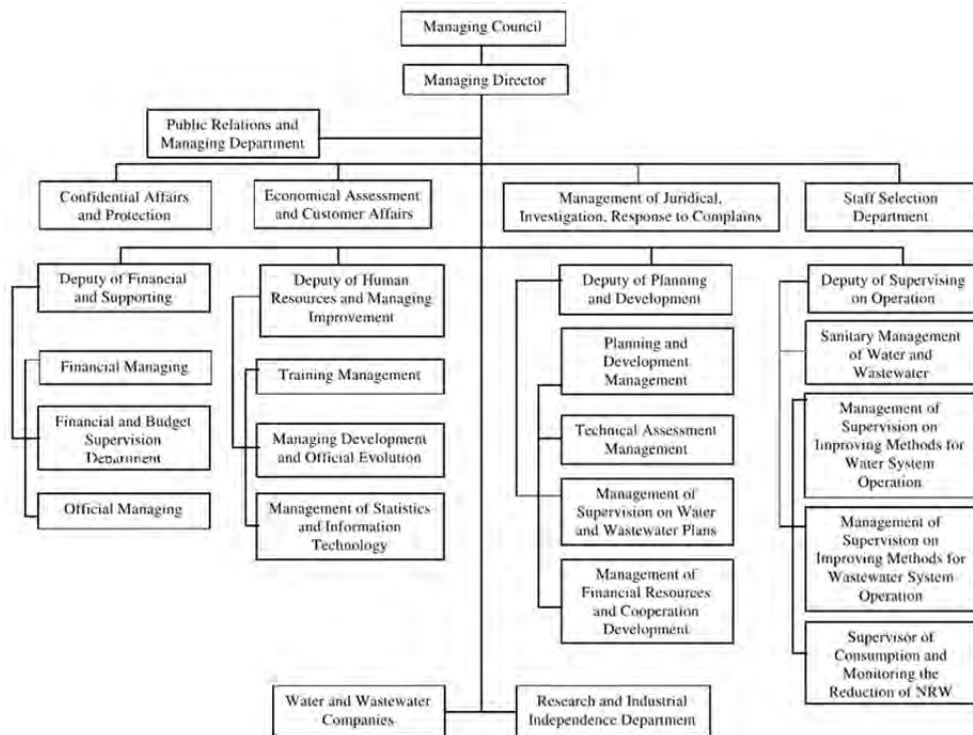 Managing Council
Managing Director
Public Relations and
Managing Department
Confidential Affairs
and Protection
Economical Assessment
and Customer Affairs
Management of Juridical,
Investigation, Response to Complains
Staff Selection
Department
Deputy of Financial
and Supporting
Deputy of Human
Resources and Managing
Improvement
Deputy of Planning
and Development
Deputy of Supervising
on Operation
Financial Managing
Financial and Budget
Supervision
Department
Official Managing
Training Management
Managing Development
and Official Evolution
Management of Statistics
and Information
Technology
Planning and
Development
Management
Technical Assessment
Management
Management of
Supervision on Water
and Wastewater Plans
Management of
Financial Resources
and Cooperation
Development
Sanitary Management
of Water and
Wastewater
Management of
Supervision on
Improving Methods for
Water System
Operation
Management of
Supervision on
Improving Methods for
Wastewater System
Operation
Supervisor of
Consumption and
Monitoring the
Reduction of NRW
Water and Wastewater
Companies
Research and Industrial
Independence Department